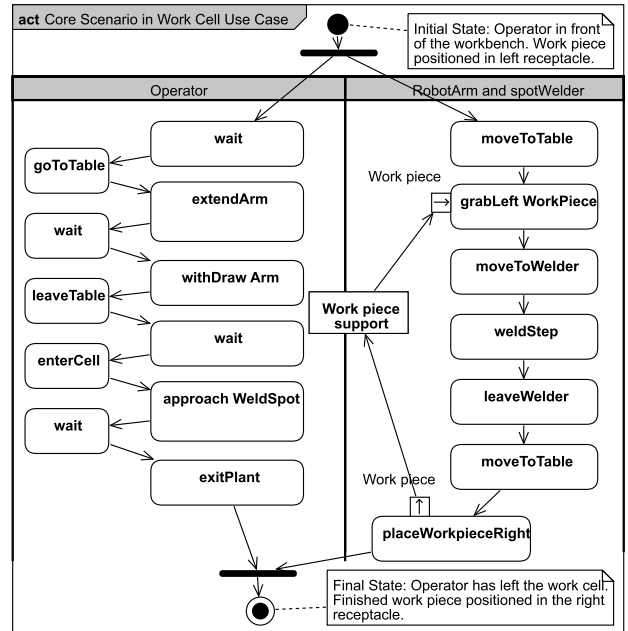 act Core Scenario in Work Cell Use Case
Initial State: Operator in front
of the workbench. Work piece
positioned in left receptacle.
Operator
RobotArm and spotWelder
wait
goToTable
extendArm
wait
withDraw Arm
leaveTable
wait
enterCell
approach WeldSpot
wait
exitPlant
moveToTable
Work piece
grabLeft WorkPiece
moveToWelder
Work piece
support
weldStep
leaveWelder
moveToTable
Work piece
placeWorkpieceRight
Final State: Operator has left the work cell.
Finished work piece positioned in the right
receptacle.